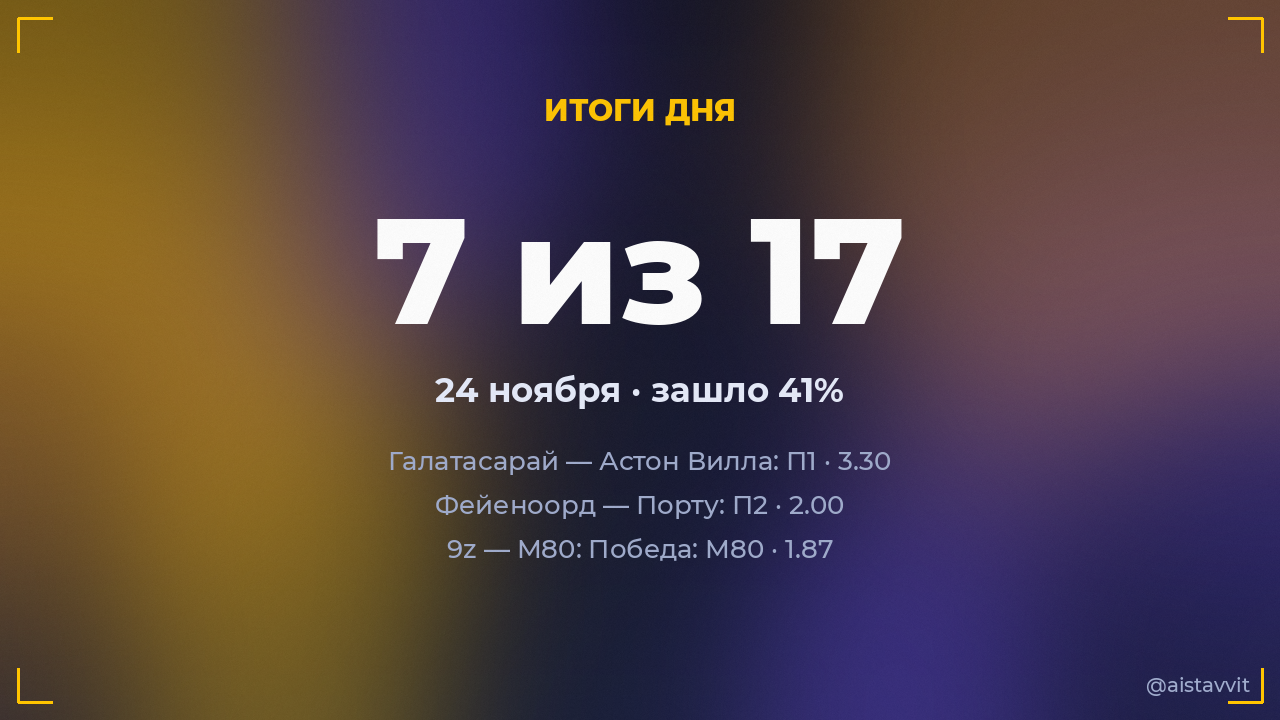 ИТОГИ ДНЯ
7 из 17
24 ноября · зашло 41%
Галатасарай — Астон Вилла: П1 · 3.30
Фейеноорд — Порту: П2 · 2.00
9z — M80: Победа: M80 · 1.87
@aistavvit